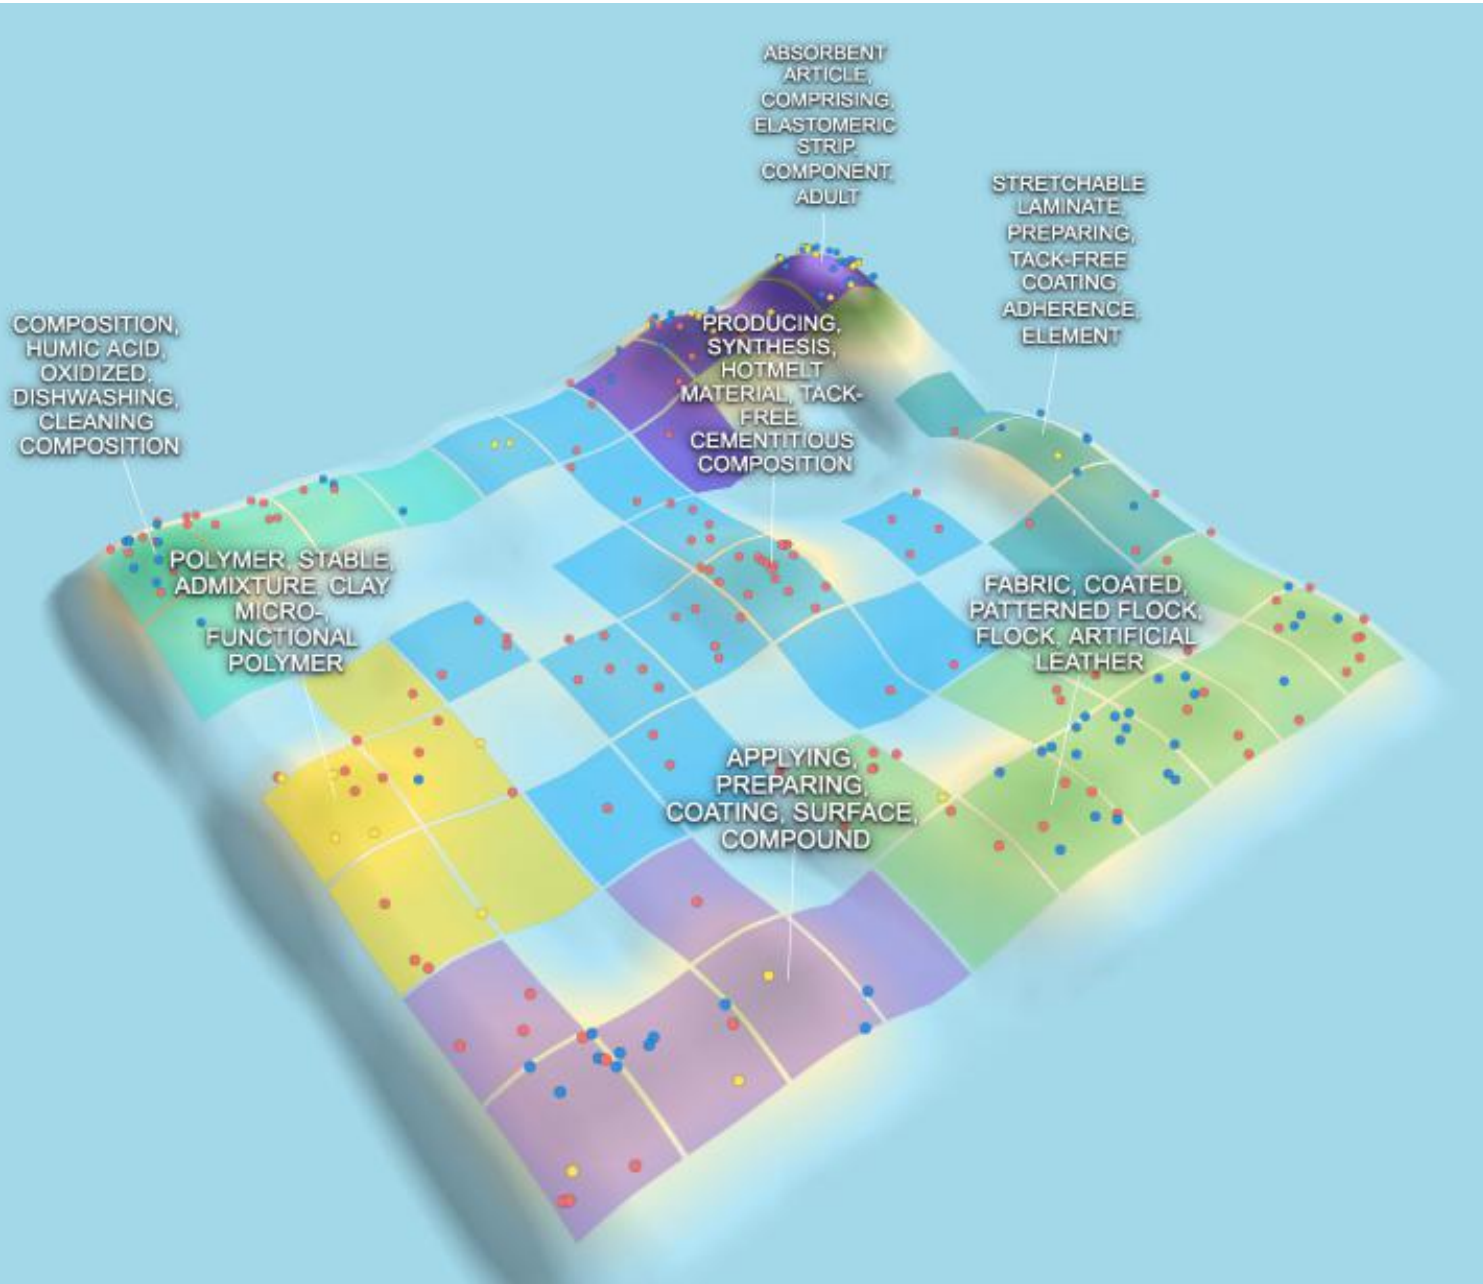 ABSORBENT
ARTICLE,
COMPRISING,
ELASTOMERIC
STRIP,
COMPONENT,
ADULT
STRETCHABLE
LAMINATE,
PREPARING,
TACK-FREE
COATING,
ADHERENCE,
ELEMENT
COMPOSITION,
HUMIC ACID,
OXIDIZED,
DISHWASHING,
CLEANING
COMPOSITION
PRODUCING,
SYNTHESIS,
HOTMELT
MATERIAL, TACK-
FREE,
CEMENTITIOUS
COMPOSITION
POLYMER, STABLE,
ADMIXTURE, CLAY
MICRO-,
FUNCTIONAL
POLYMER
FABRIC, COATED,
PATTERNED FLOCK,
FLOCK, ARTIFICIAL
LEATHER
APPLYING,
PREPARING,
COATING, SURFACE,
COMPOUND